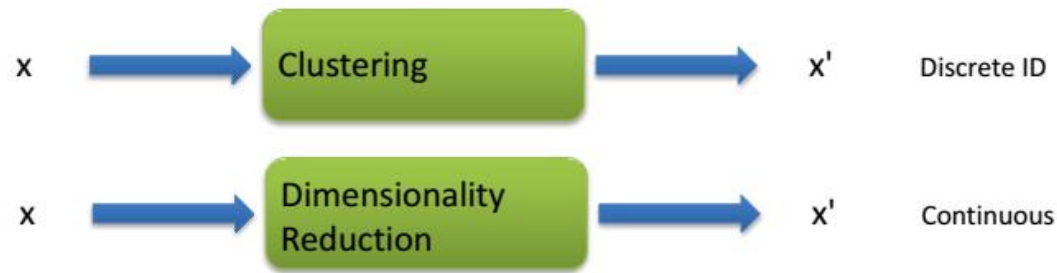 x Clustering x' Discrete ID
x Dimensionality x' Continuous
Reduction